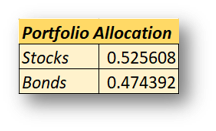 Portfolio Allocation
Stocks 0.525608
Bonds 0.474392